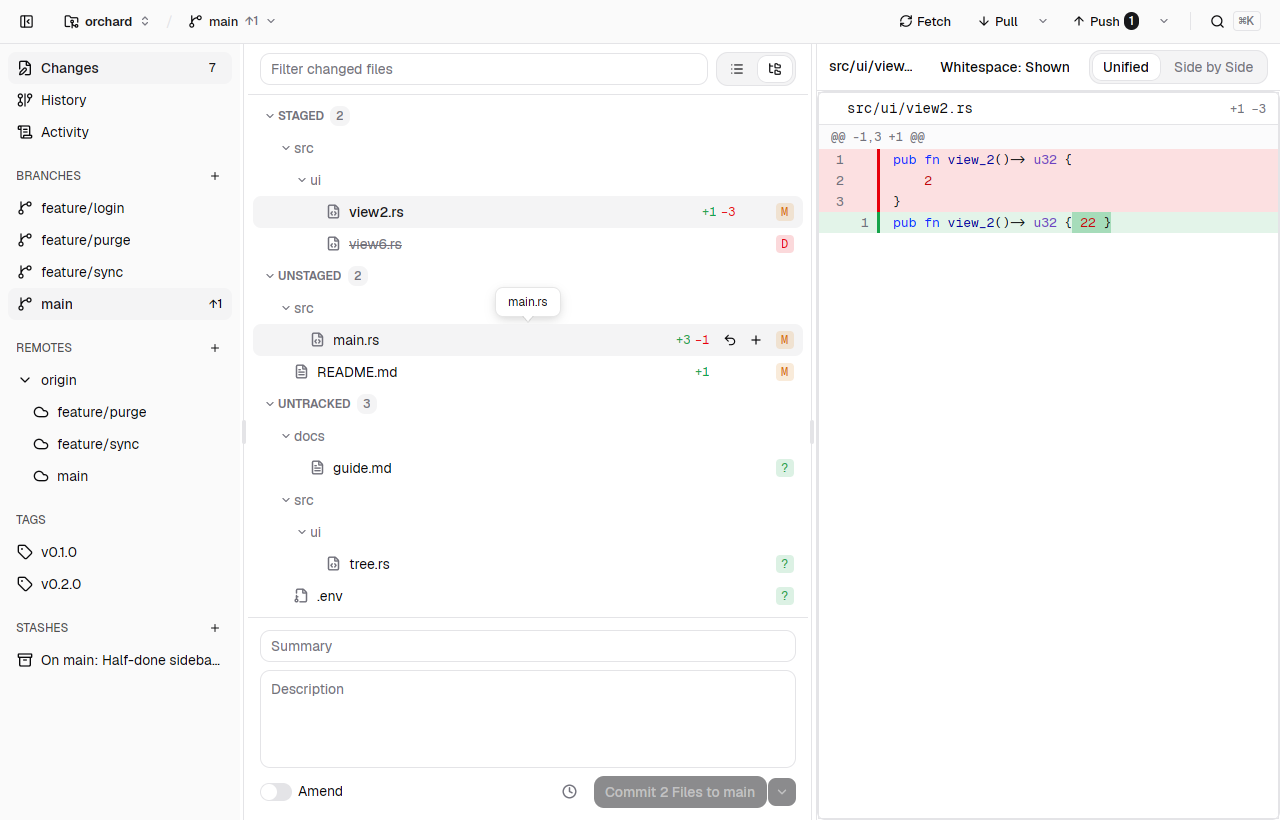 orchard / main ↑1 Fetch Pull Push 1 ⌘K
Changes 7
History
Activity
BRANCHES +
feature/login
feature/purge
feature/sync
main ↑1
REMOTES +
origin
feature/purge
feature/sync
main
TAGS
v0.1.0
v0.2.0
STASHES +
On main: Half-done sideba...
Filter changed files
STAGED 2
src
ui
view2.rs +1 −3 M
view6.rs D
UNSTAGED 2
src
main.rs
main.rs +3 −1 M
README.md +1 M
UNTRACKED 3
docs
guide.md ?
src
ui
tree.rs ?
.env ?
Summary
Description
Amend
Commit 2 Files to main
src/ui/view... Whitespace: Shown Unified Side by Side
src/ui/view2.rs +1 −3
@@ -1,3 +1 @@
1 pub fn view_2()-> u32 {
2 2
3 }
1 pub fn view_2()-> u32 { 22 }